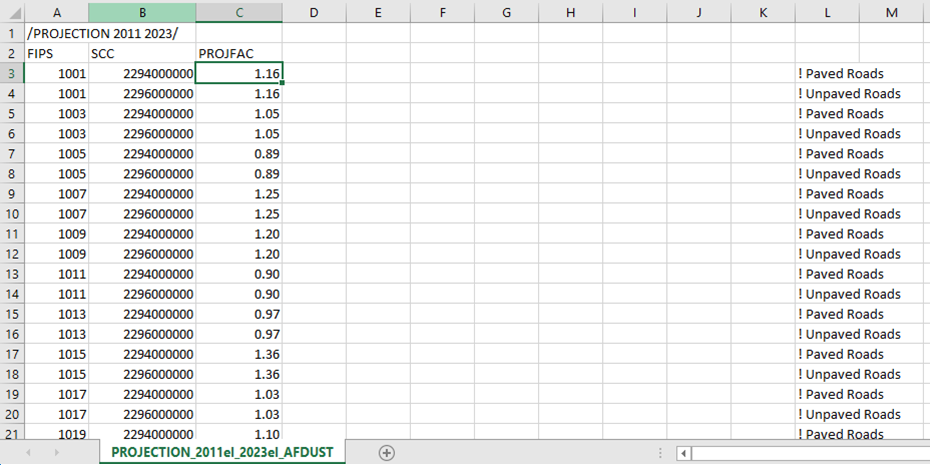 A B C D E F G H I J K L M
1 /PROJECTION 2011 2023/
2 FIPS SCC PROJFAC
3 1001 2294000000 1.16 ! Paved Roads
4 1001 2296000000 1.16 ! Unpaved Roads
5 1003 2294000000 1.05 ! Paved Roads
6 1003 2296000000 1.05 ! Unpaved Roads
7 1005 2294000000 0.89 ! Paved Roads
8 1005 2296000000 0.89 ! Unpaved Roads
9 1007 2294000000 1.25 ! Paved Roads
10 1007 2296000000 1.25 ! Unpaved Roads
11 1009 2294000000 1.20 ! Paved Roads
12 1009 2296000000 1.20 ! Unpaved Roads
13 1011 2294000000 0.90 ! Paved Roads
14 1011 2296000000 0.90 ! Unpaved Roads
15 1013 2294000000 0.97 ! Paved Roads
16 1013 2296000000 0.97 ! Unpaved Roads
17 1015 2294000000 1.36 ! Paved Roads
18 1015 2296000000 1.36 ! Unpaved Roads
19 1017 2294000000 1.03 ! Paved Roads
20 1017 2296000000 1.03 ! Unpaved Roads
21 1019 2294000000 1.10 ! Paved Roads
PROJECTION_2011el_2023el_AFDUST